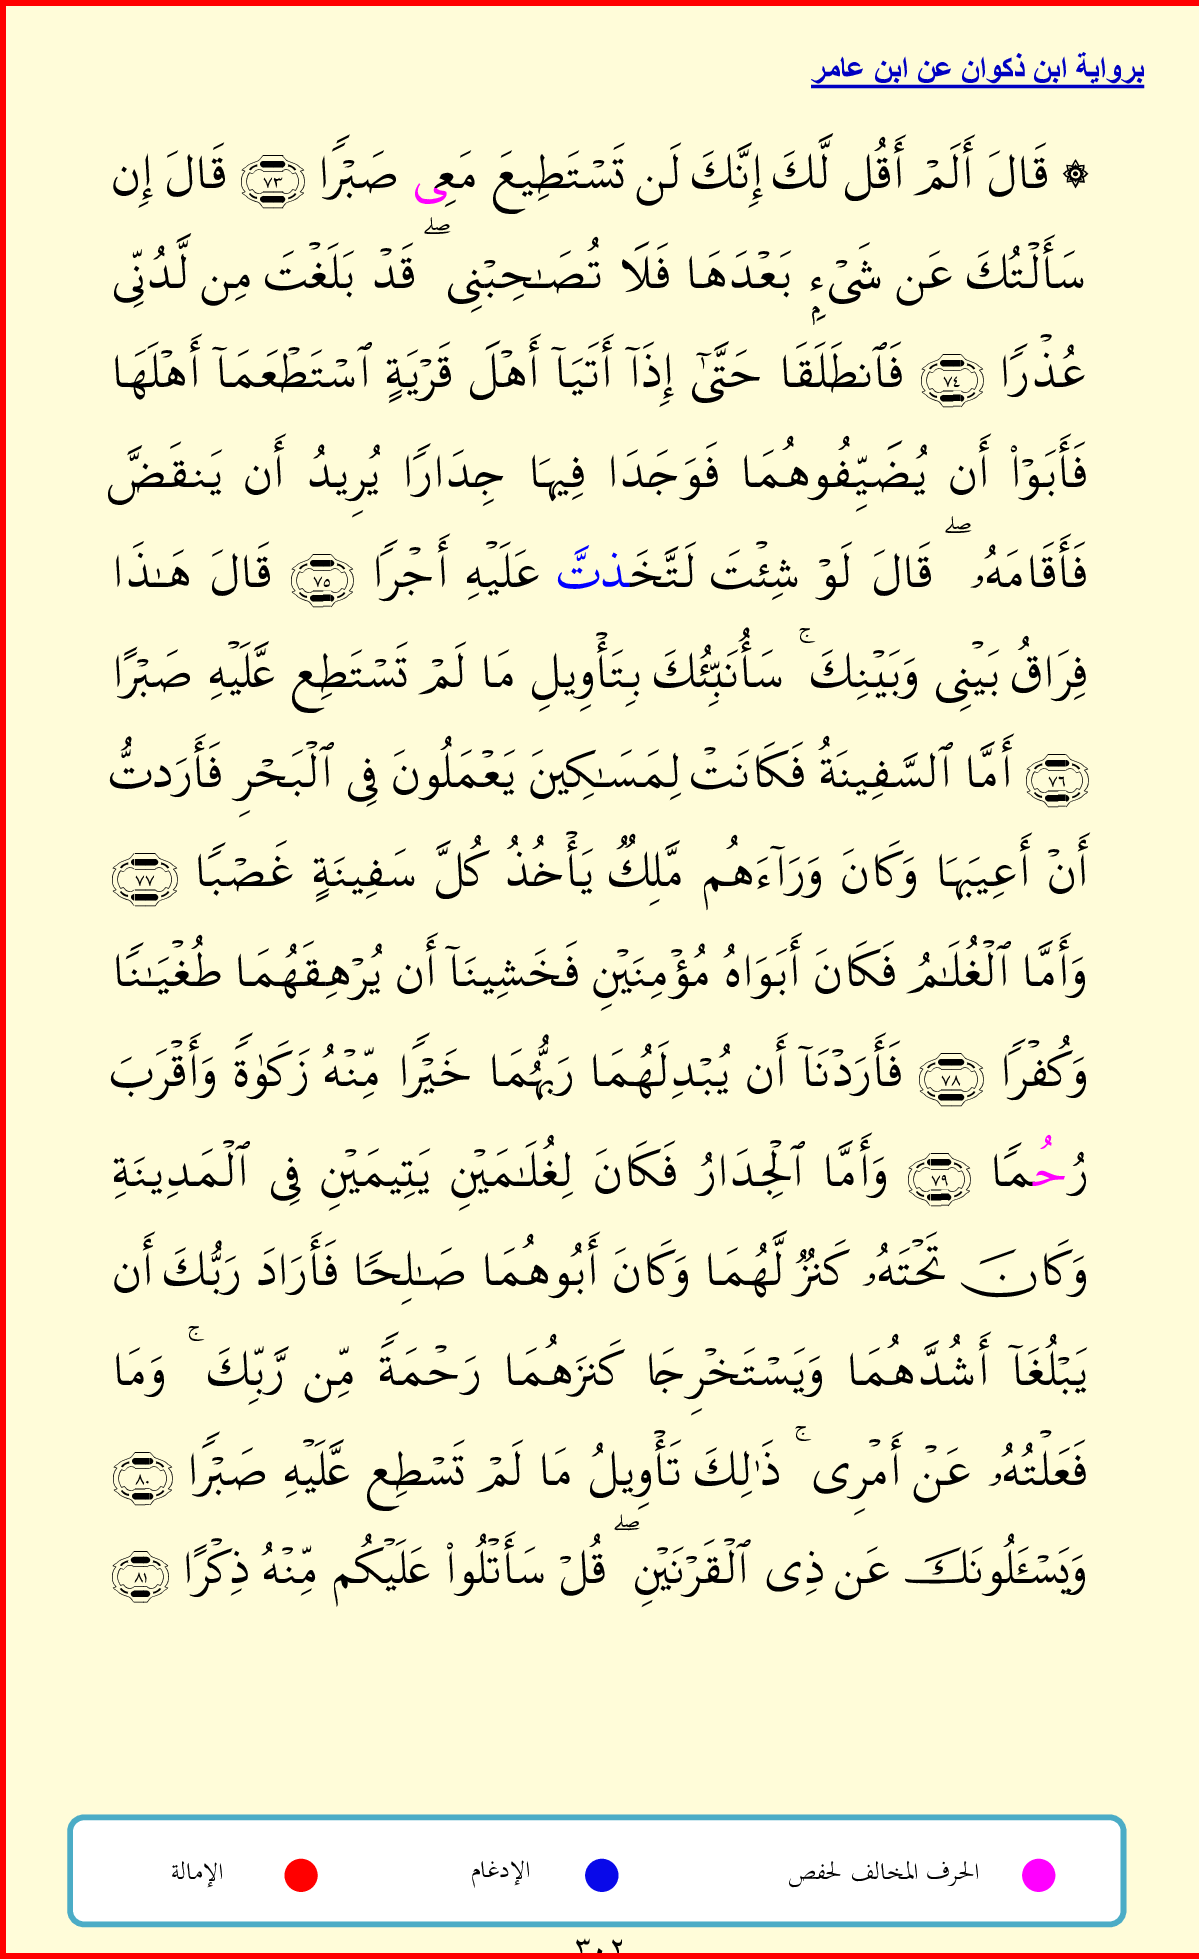 برواية ابن ذكوان عن ابن عامر
۞ قَالَ أَلَمۡ أَقُل لَّكَ إِنَّكَ لَن تَسۡتَطِيعَ مَعِى صَبۡرࣰا ٧٣ قَالَ إِن
سَأَلۡتُكَ عَن شَىۡءِۭ بَعۡدَهَا فَلَا تُصَـٰحِبۡنِىۖ قَدۡ بَلَغۡتَ مِن لَّدُنِّى
عُذۡرࣰا ٧٤ فَٱنطَلَقَا حَتَّىٰٓ إِذَآ أَتَيَآ أَهۡلَ قَرۡيَةٍ ٱسۡتَطۡعَمَآ أَهۡلَهَا
فَأَبَوۡا۟ أَن يُضَيِّفُوهُمَا فَوَجَدَا فِيهَا جِدَارࣰا يُرِيدُ أَن يَنقَضَّ
فَأَقَامَهُۥۖ قَالَ لَوۡ شِئۡتَ لَتَّخَذتَّ عَلَيۡهِ أَجۡرࣰا ٧٥ قَالَ هَـٰذَا
فِرَاقُ بَيۡنِى وَبَيۡنِكَۚ سَأُنَبِّئُكَ بِتَأۡوِيلِ مَا لَمۡ تَسۡتَطِع عَّلَيۡهِ صَبۡرًا
٧٦ أَمَّا ٱلسَّفِينَةُ فَكَانَتۡ لِمَسَـٰكِينَ يَعۡمَلُونَ فِى ٱلۡبَحۡرِ فَأَرَدتُّ
أَنۡ أَعِيبَهَا وَكَانَ وَرَآءَهُم مَّلِكࣱ يَأۡخُذُ كُلَّ سَفِينَةٍ غَصۡبࣰا ٧٧
وَأَمَّا ٱلۡغُلَـٰمُ فَكَانَ أَبَوَاهُ مُؤۡمِنَيۡنِ فَخَشِينَآ أَن يُرۡهِقَهُمَا طُغۡيَـٰنࣰا
وَكُفۡرࣰا ٧٨ فَأَرَدۡنَآ أَن يُبۡدِلَهُمَا رَبُّهُمَا خَيۡرࣰا مِّنۡهُ زَكَوٰةࣰ وَأَقۡرَبَ
رُحُمࣰا ٧٩ وَأَمَّا ٱلۡجِدَارُ فَكَانَ لِغُلَـٰمَيۡنِ يَتِيمَيۡنِ فِى ٱلۡمَدِينَةِ
وَكَانَ تَحۡتَهُۥ كَنزࣱ لَّهُمَا وَكَانَ أَبُوهُمَا صَـٰلِحࣰا فَأَرَادَ رَبُّكَ أَن
يَبۡلُغَآ أَشُدَّهُمَا وَيَسۡتَخۡرِجَا كَنزَهُمَا رَحۡمَةࣰ مِّن رَّبِّكَۚ وَمَا
فَعَلۡتُهُۥ عَنۡ أَمۡرِىۚ ذَٰلِكَ تَأۡوِيلُ مَا لَمۡ تَسۡطِع عَّلَيۡهِ صَبۡرࣰا ٨٠
وَيَسۡـَٔلُونَكَ عَن ذِى ٱلۡقَرۡنَيۡنِۖ قُلۡ سَأَتۡلُوا۟ عَلَيۡكُم مِّنۡهُ ذِكۡرًا ٨١
الحرف المخالف لحفص الإدغام الإمالة
٣٠٢